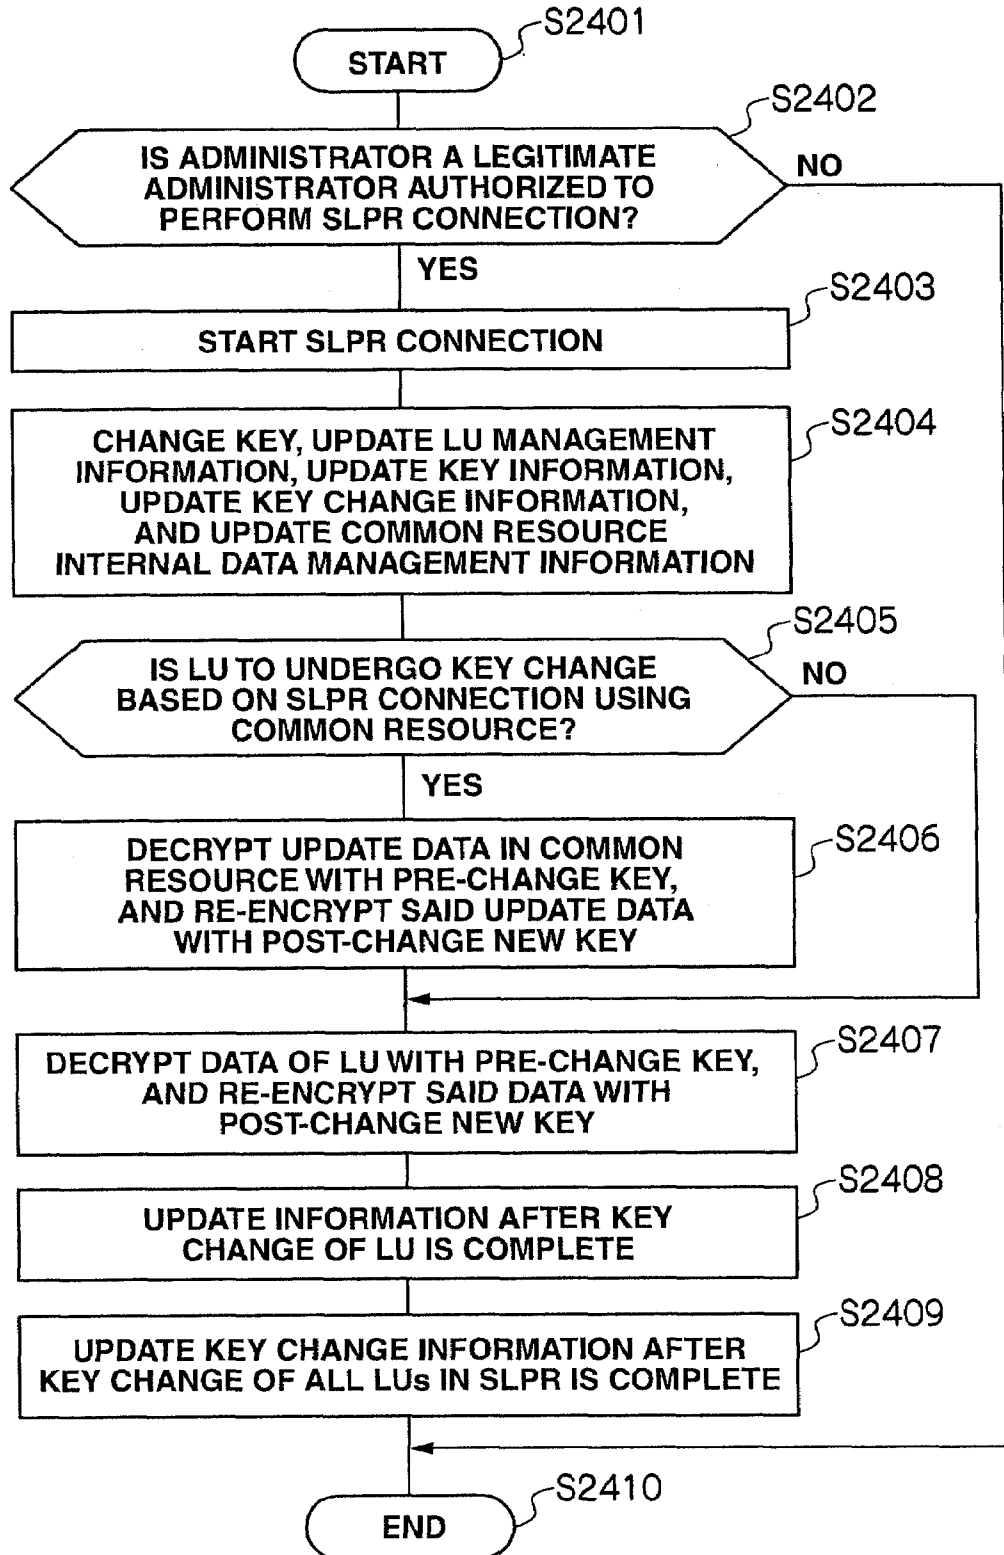 S2401
START
S2402
IS ADMINISTRATOR A LEGITIMATE
ADMINISTRATOR AUTHORIZED TO
PERFORM SLPR CONNECTION?
NO
YES
S2403
START SLPR CONNECTION
S2404
CHANGE KEY, UPDATE LU MANAGEMENT
INFORMATION, UPDATE KEY INFORMATION,
UPDATE KEY CHANGE INFORMATION,
AND UPDATE COMMON RESOURCE
INTERNAL DATA MANAGEMENT INFORMATION
S2405
IS LU TO UNDERGO KEY CHANGE
BASED ON SLPR CONNECTION USING
COMMON RESOURCE?
NO
YES
S2406
DECRYPT UPDATE DATA IN COMMON
RESOURCE WITH PRE-CHANGE KEY,
AND RE-ENCRYPT SAID UPDATE DATA
WITH POST-CHANGE NEW KEY
S2407
DECRYPT DATA OF LU WITH PRE-CHANGE KEY,
AND RE-ENCRYPT SAID DATA WITH
POST-CHANGE NEW KEY
S2408
UPDATE INFORMATION AFTER KEY
CHANGE OF LU IS COMPLETE
S2409
UPDATE KEY CHANGE INFORMATION AFTER
KEY CHANGE OF ALL LUs IN SLPR IS COMPLETE
S2410
END